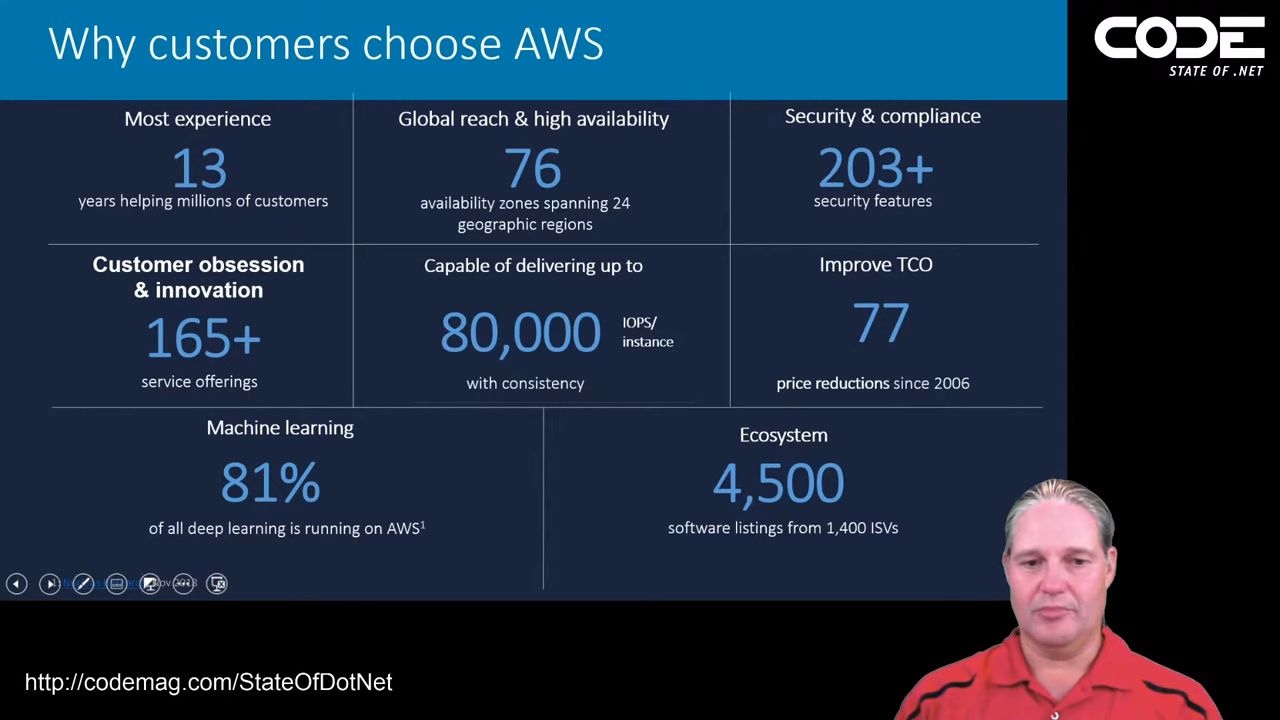 Why customers choose AWS
CODE
STATE OF .NET
Most experience
13
years helping millions of customers
Global reach & high availability
76
availability zones spanning 24
geographic regions
Security & compliance
203+
security features
Customer obsession
& innovation
165+
service offerings
Capable of delivering up to
80,000
IOPS/
instance
with consistency
Improve TCO
77
price reductions since 2006
Machine learning
81%
of all deep learning is running on AWS1
Ecosystem
4,500
software listings from 1,400 ISVs
http://codemag.com/StateOfDotNet